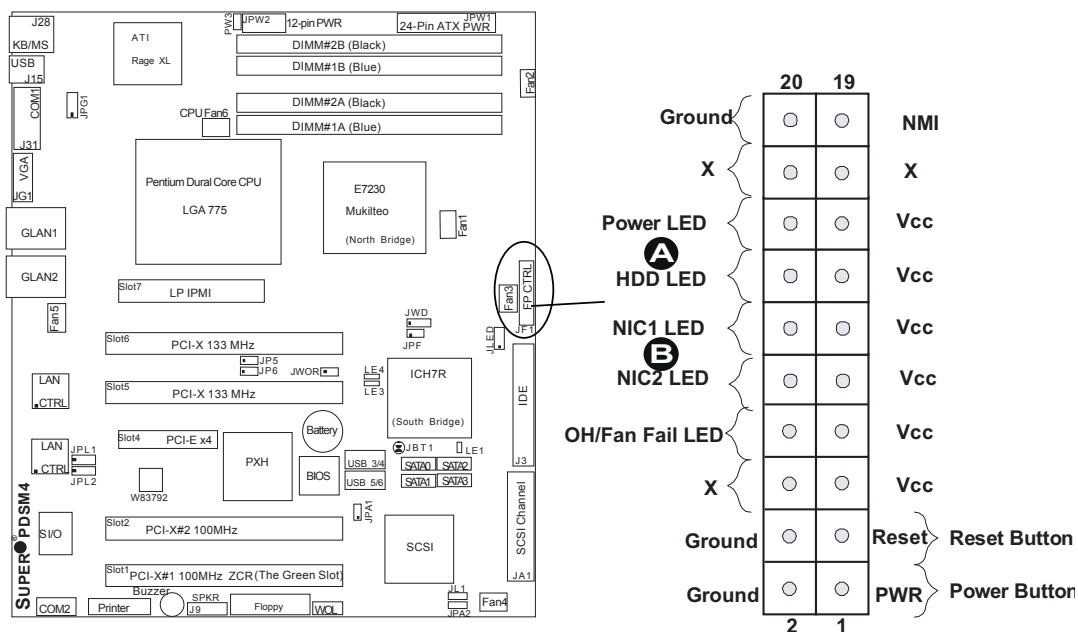 J28
KB/MS
USB
J15
COM1
J31
VGA
JG1
GLAN1
GLAN2
Fan5
LAN
CTRL
LAN
CTRL
JPL1
JPL2
W83792
SI/O
SUPER® PDSM4
COM2
Printer
Buzzer
SPKR
J9
Floppy
WOL
JL1
JPA2
Fan4
ATI
Rage XL
JPG1
PW3
JPW2
12-pin PWR
JPW1
24-Pin ATX PWR
DIMM#2B (Black)
DIMM#1B (Blue)
DIMM#2A (Black)
DIMM#1A (Blue)
Fan2
CPU Fan6
Pentium Dural Core CPU
LGA 775
E7230
Mukilteo
(North Bridge)
Fan1
Slot7
LP IPMI
Fan3
FP CTRL
JF1
JWD
JPF
JLED
Slot6
PCI-X 133 MHz
JP5
JP6
JWOR
LE4
LE3
ICH7R
(South Bridge)
IDE
J3
Slot5
PCI-X 133 MHz
Battery
Slot4
PCI-E x4
PXH
BIOS
JBT1
LE1
USB 3/4
USB 5/6
SATA0
SATA2
SATA1
SATA3
JPA1
SCSI
SCSI Channel
JA1
Slot2
PCI-X#2 100MHz
Slot1
PCI-X#1 100MHz ZCR (The Green Slot)
20 19
Ground NMI
X X
Power LED Vcc
A
HDD LED Vcc
NIC1 LED Vcc
B
NIC2 LED Vcc
OH/Fan Fail LED Vcc
X Vcc
Ground Reset Reset Button
Ground PWR Power Button
2 1